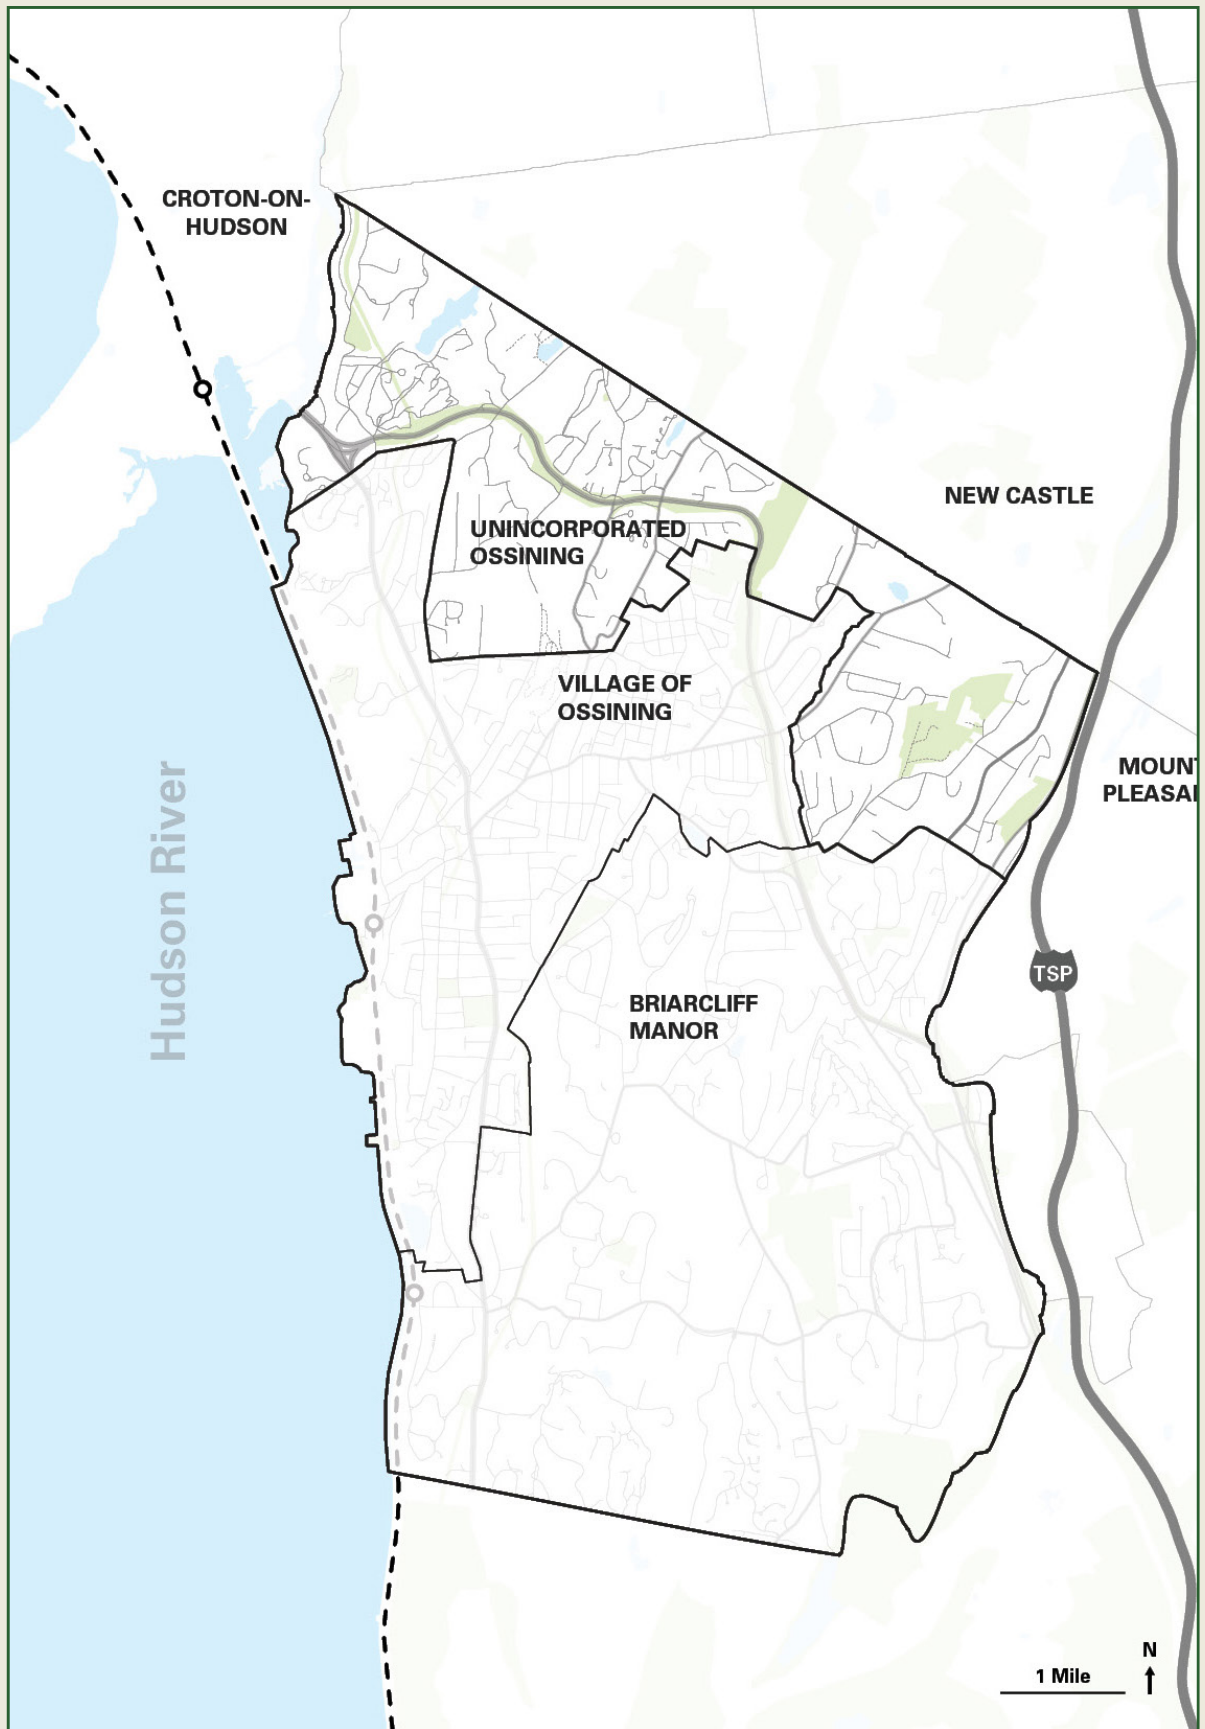 CROTON-ON-
HUDSON
NEW CASTLE
UNINCORPORATED
OSSINING
VILLAGE OF
OSSINING
MOUN
PLEASA
Hudson River
TSP
BRIARCLIFF
MANOR
N
1 Mile